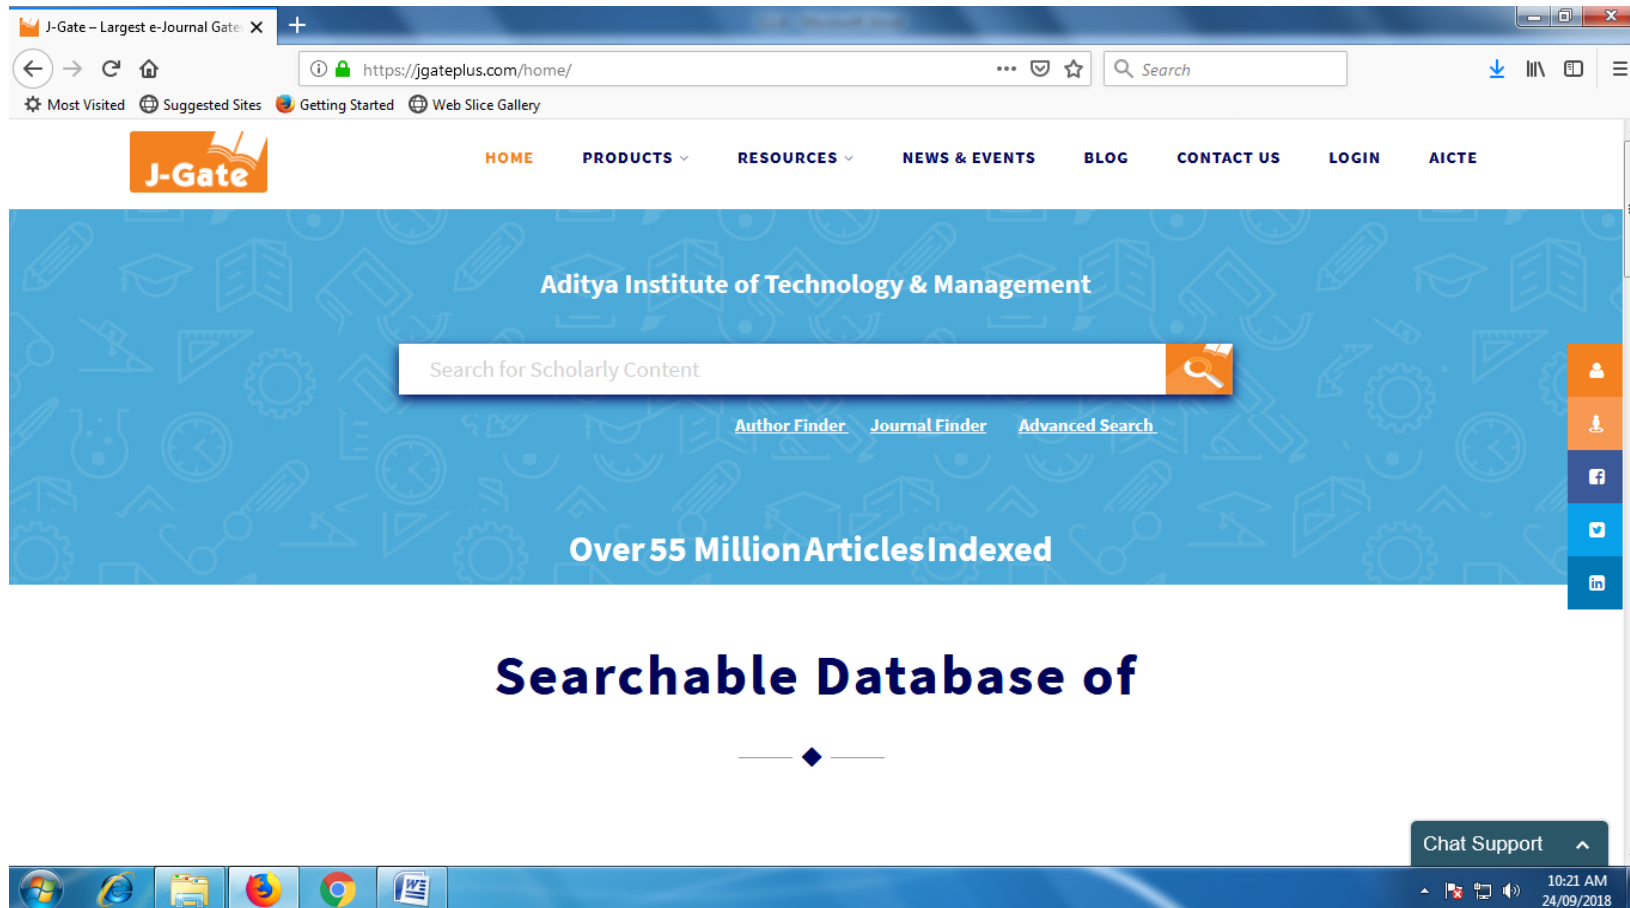 J-Gate – Largest e-Journal Gate
https://jgateplus.com/home/
Search
Most Visited Suggested Sites Getting Started Web Slice Gallery
J-Gate
HOME PRODUCTS RESOURCES NEWS & EVENTS BLOG CONTACT US LOGIN AICTE
Aditya Institute of Technology & Management
Search for Scholarly Content
Author Finder Journal Finder Advanced Search
Over 55 Million Articles Indexed
Searchable Database of
Chat Support
10:21 AM
24/09/2018